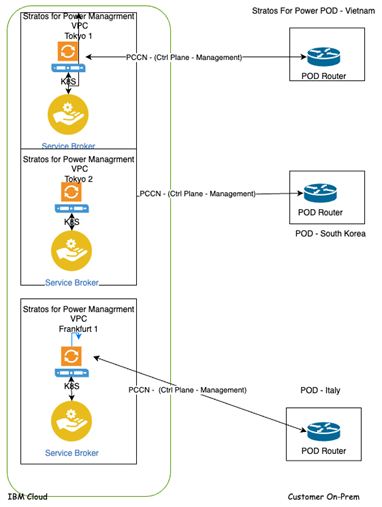 Stratos for Power Managrment
VPC
Tokyo 1
K8S
Service Broker
Stratos for Power Managrment
VPC
Tokyo 2
K8S
Service Broker
Stratos for Power Managrment
VPC
Frankfurt 1
K8S
Service Broker
IBM Cloud
PCCN - (Ctrl Plane - Management)
PCCN - (Ctrl Plane - Management)
PCCN - (Ctrl Plane - Management)
Stratos For Power POD - Vietnam
POD Router
POD Router
POD - South Korea
POD - Italy
POD Router
Customer On-Prem